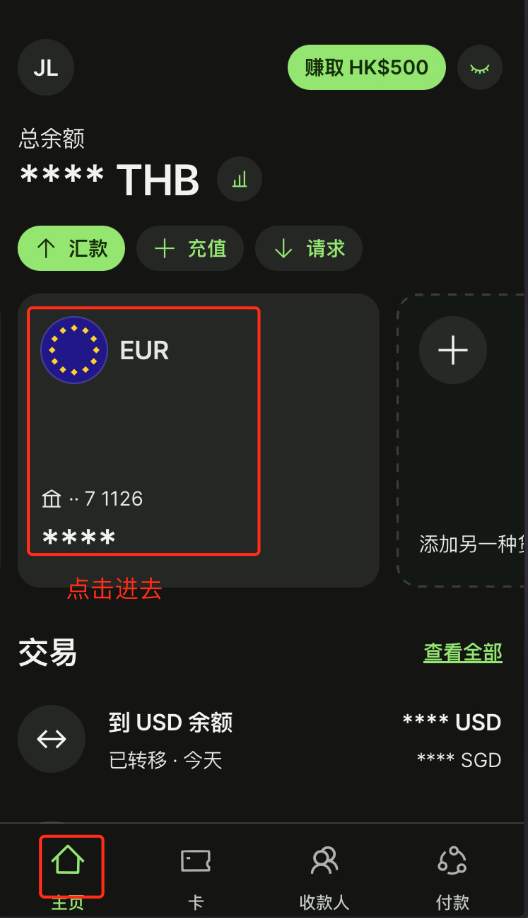 JL
赚取 HK$500
总余额
**** THB
汇款
充值
请求
EUR
·· 7 1126
****
添加另一种
点击进去
交易
查看全部
到 USD 余额
**** USD
已转移 · 今天
**** SGD
主页
卡
收款人
付款